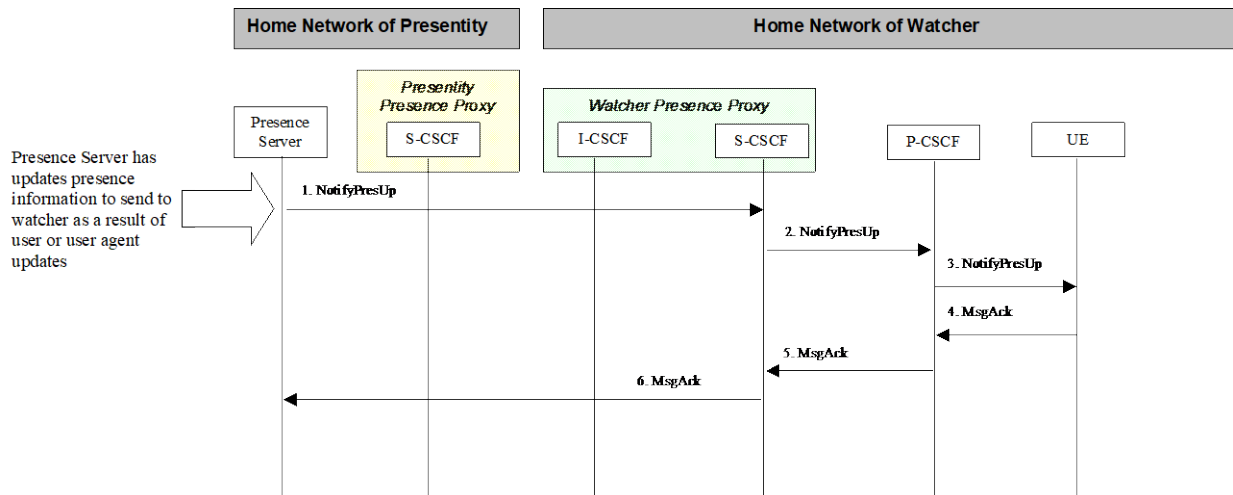 Home Network of Presentity
Home Network of Watcher
Presentity
Presence Proxy
Watcher Presence Proxy
Presence
Server
S-CSCF
I-CSCF
S-CSCF
P-CSCF
UE
Presence Server has
updates presence
information to send to
watcher as a result of
user or user agent
updates
1. NotifyPresUp
2. NotifyPresUp
3. NotifyPresUp
4. MsgAck
5. MsgAck
6. MsgAck